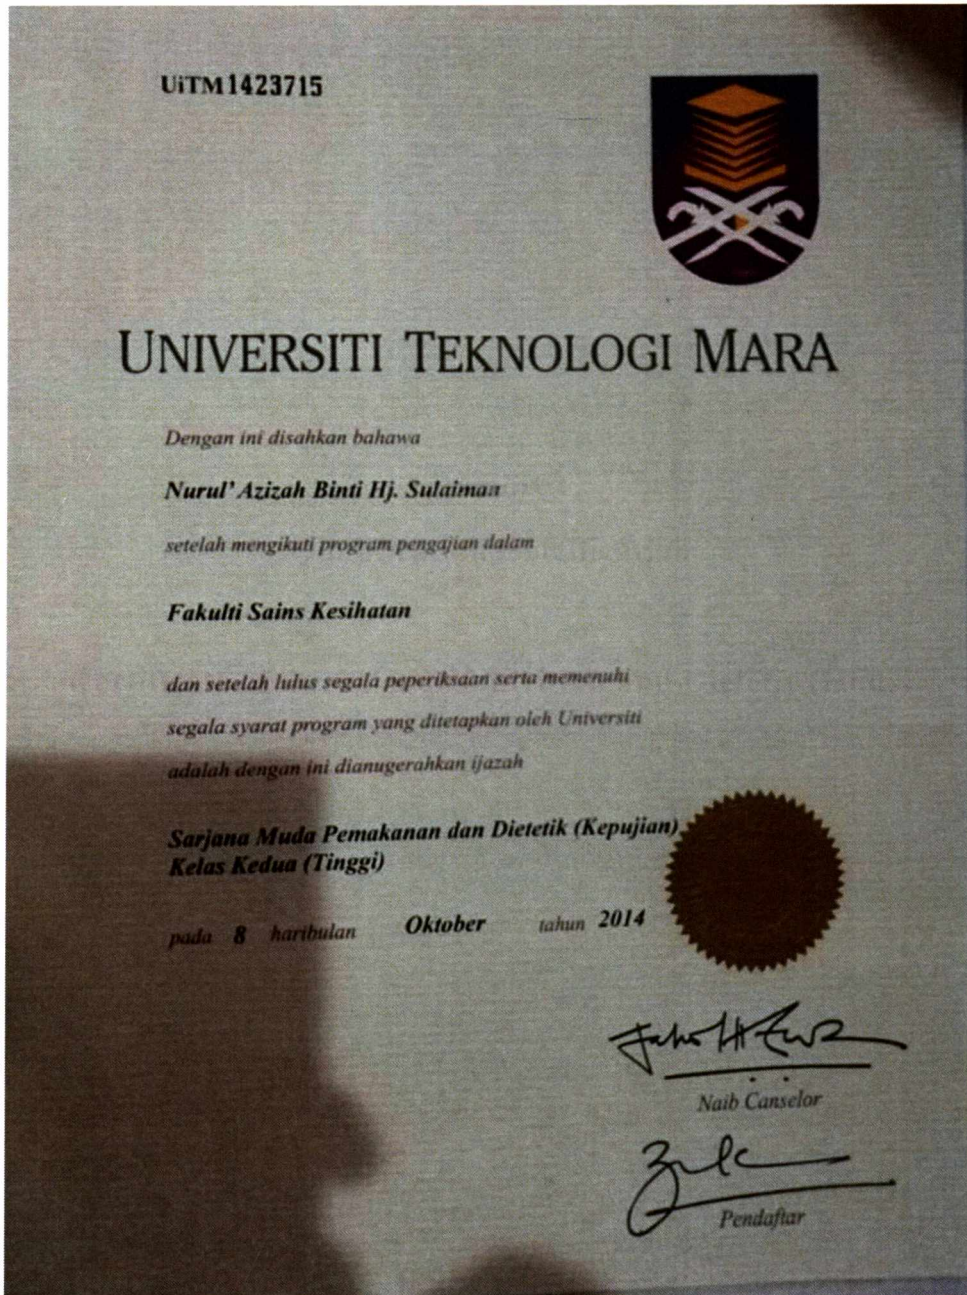 UiTM1423715
UNIVERSITI TEKNOLOGI MARA
Dengan ini disahkan bahawa
Nurul' Azizah Binti Hj. Sulaiman
setelah mengikuti program pengajian dalam
Fakulti Sains Kesihatan
dan setelah lulus segala peperiksaan serta memenuhi
segala syarat program yang ditetapkan oleh Universiti
adalah dengan ini dianugerahkan ijazah
Sarjana Muda Pemakanan dan Dietetik (Kepujian)
Kelas Kedua (Tinggi)
pada 8 haribulan Oktober tahun 2014
Naib Canselor
Pendaftar